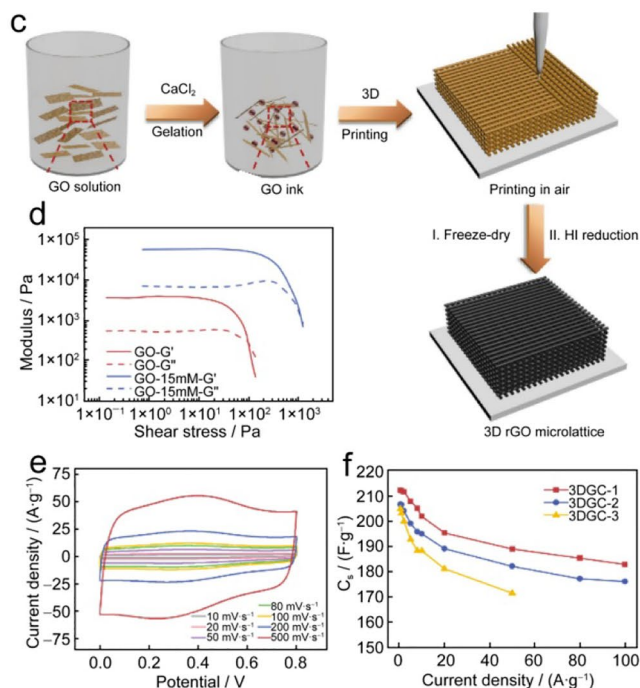 c
CaCl₂
Gelation
3D
Printing
GO solution
GO ink
Printing in air
I. Freeze-dry
II. HI reduction
3D rGO microlattice
d
Modulus / Pa
1×10⁵
1×10⁴
1×10³
1×10²
1×10¹
GO-G'
GO-G"
GO-15mM-G'
GO-15mM-G"
1×10⁻¹ 1×10⁰ 1×10¹ 1×10² 1×10³
Shear stress / Pa
e
Current density / (A·g⁻¹)
75
50
25
0
−25
−50
−75
10 mV·s⁻¹
20 mV·s⁻¹
50 mV·s⁻¹
80 mV·s⁻¹
100 mV·s⁻¹
200 mV·s⁻¹
500 mV·s⁻¹
0.0 0.2 0.4 0.6 0.8
Potential / V
f
Cₛ / (F·g⁻¹)
220
210
200
190
180
170
160
150
3DGC-1
3DGC-2
3DGC-3
0 20 40 60 80 100
Current density / (A·g⁻¹)